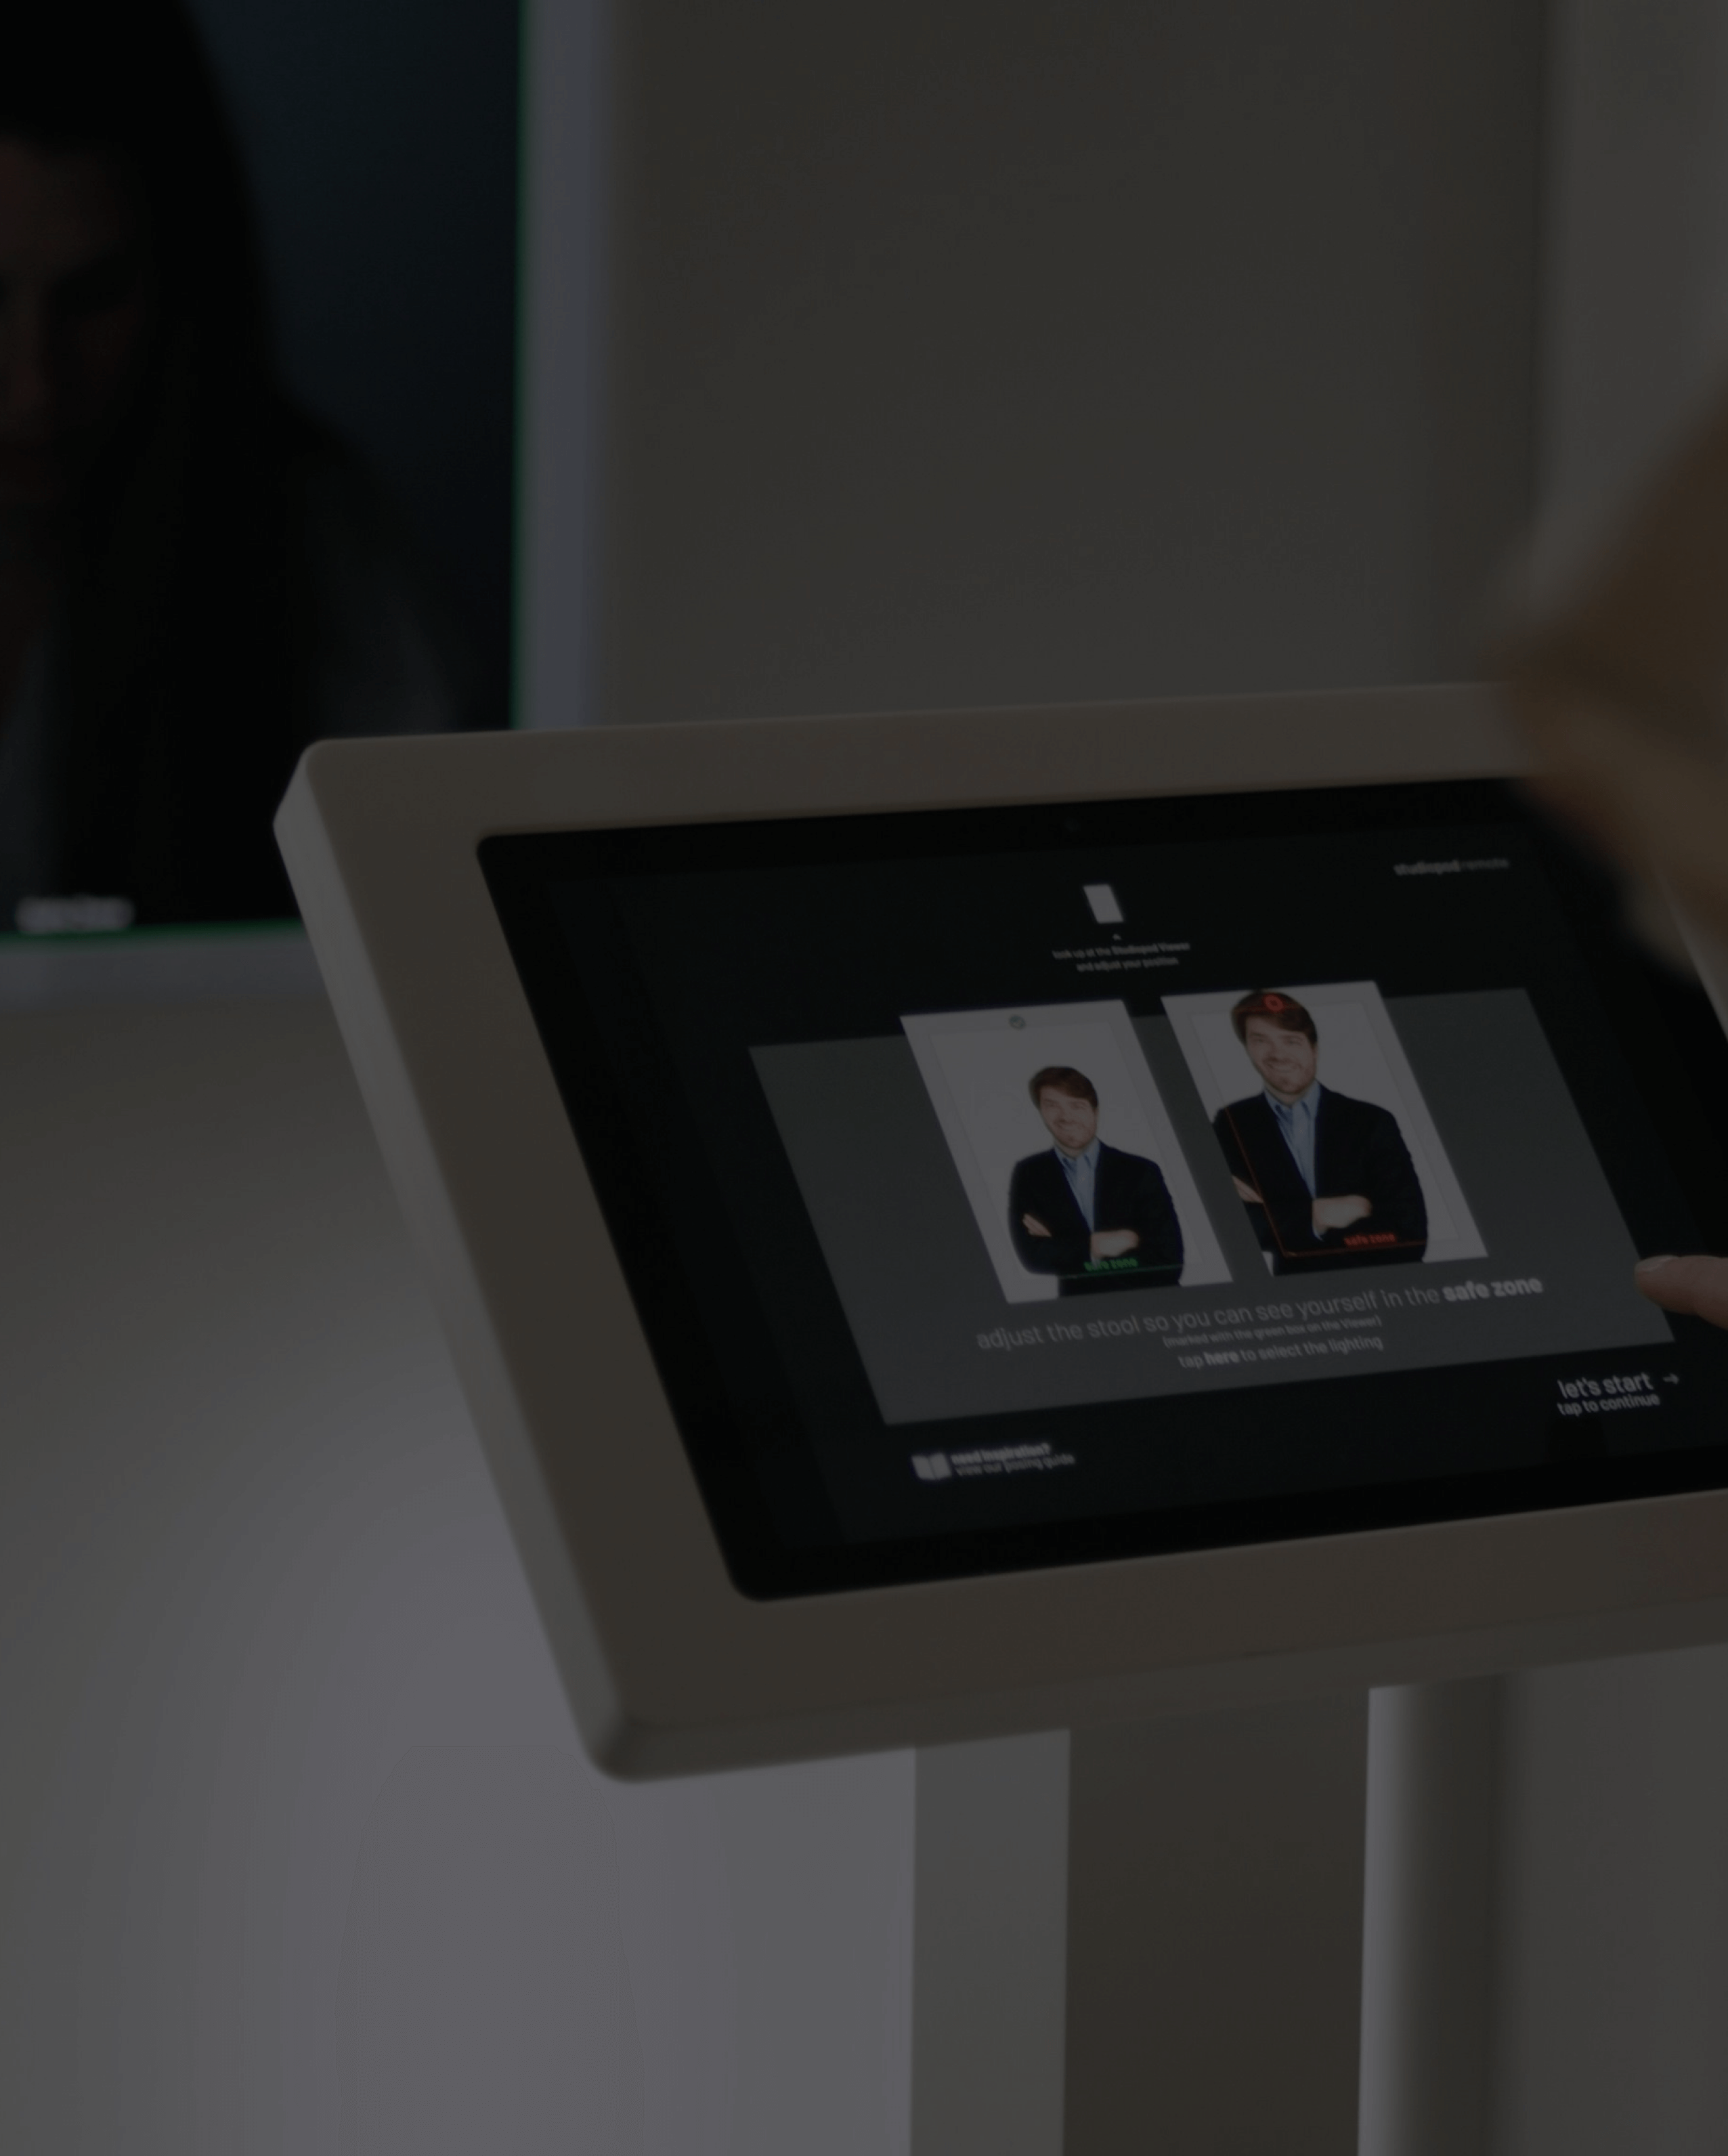 studiopod remote
look up at the Studiopod Viewer
and adjust your position
safe zone
safe zone
adjust the stool so you can see yourself in the safe zone
(marked with the green box on the Viewer)
tap here to select the lighting
let's start →
tap to continue
need inspiration?
view our posing guide